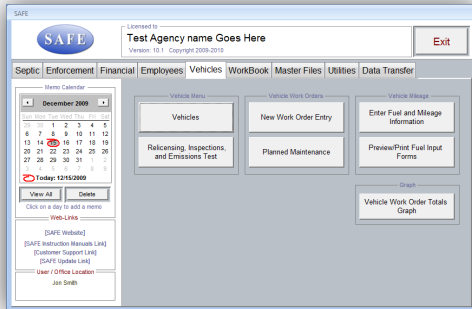 SAFE
SAFE
Licensed to
Test Agency name Goes Here
Version: 10.1 Copyright 2009-2010
Exit
Septic Enforcement Financial Employees Vehicles WorkBook Master Files Utilities Data Transfer
Memo Calendar
December 2009
Sun Mon Tue Wed Thu Fri Sat
29 30 1 2 3 4 5
6 7 8 9 10 11 12
13 14 15 16 17 18 19
20 21 22 23 24 25 26
27 28 29 30 31 1 2
3 4 5 6 7 8 9
Today: 12/15/2009
View All Delete
Click on a day to add a memo
Web-Links
[SAFE Website]
[SAFE Instruction Manuals Link]
[Customer Support Link]
[SAFE Update Link]
User / Office Location
Jon Smith
Vehicle Menu
Vehicles
Relicensing, Inspections,
and Emissions Test
Vehicle Work Orders
New Work Order Entry
Planned Maintenance
Vehicle Mileage
Enter Fuel and Mileage
Information
Preview/Print Fuel Input
Forms
Graph
Vehicle Work Order Totals
Graph